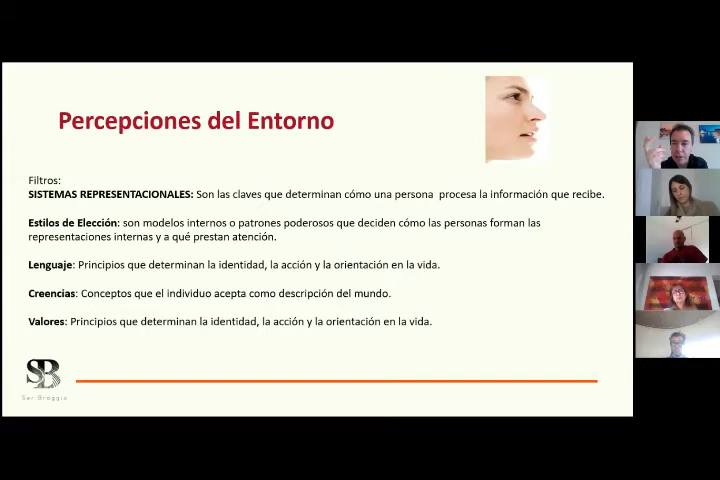 Percepciones del Entorno
Filtros:
SISTEMAS REPRESENTACIONALES: Son las claves que determinan cómo una persona procesa la información que recibe.
Estilos de Elección: son modelos internos o patrones poderosos que deciden cómo las personas forman las
representaciones internas y a qué prestan atención.
Lenguaje: Principios que determinan la identidad, la acción y la orientación en la vida.
Creencias: Conceptos que el individuo acepta como descripción del mundo.
Valores: Principios que determinan la identidad, la acción y la orientación en la vida.
SB
Ser Broggio